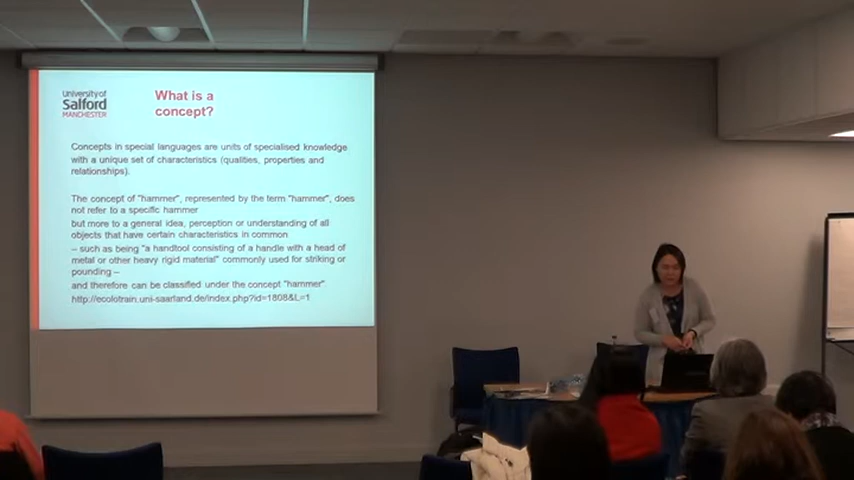 University of
Salford
MANCHESTER
What is a
concept?
Concepts in special languages are units of specialised knowledge
with a unique set of characteristics (qualities, properties and
relationships).
The concept of "hammer", represented by the term "hammer", does
not refer to a specific hammer
but more to a general idea, perception or understanding of all
objects that have certain characteristics in common
– such as being "a handtool consisting of a handle with a head of
metal or other heavy rigid material" commonly used for striking or
pounding –
and therefore can be classified under the concept "hammer"
http://ecolotrain.uni-saarland.de/index.php?id=1808&L=1